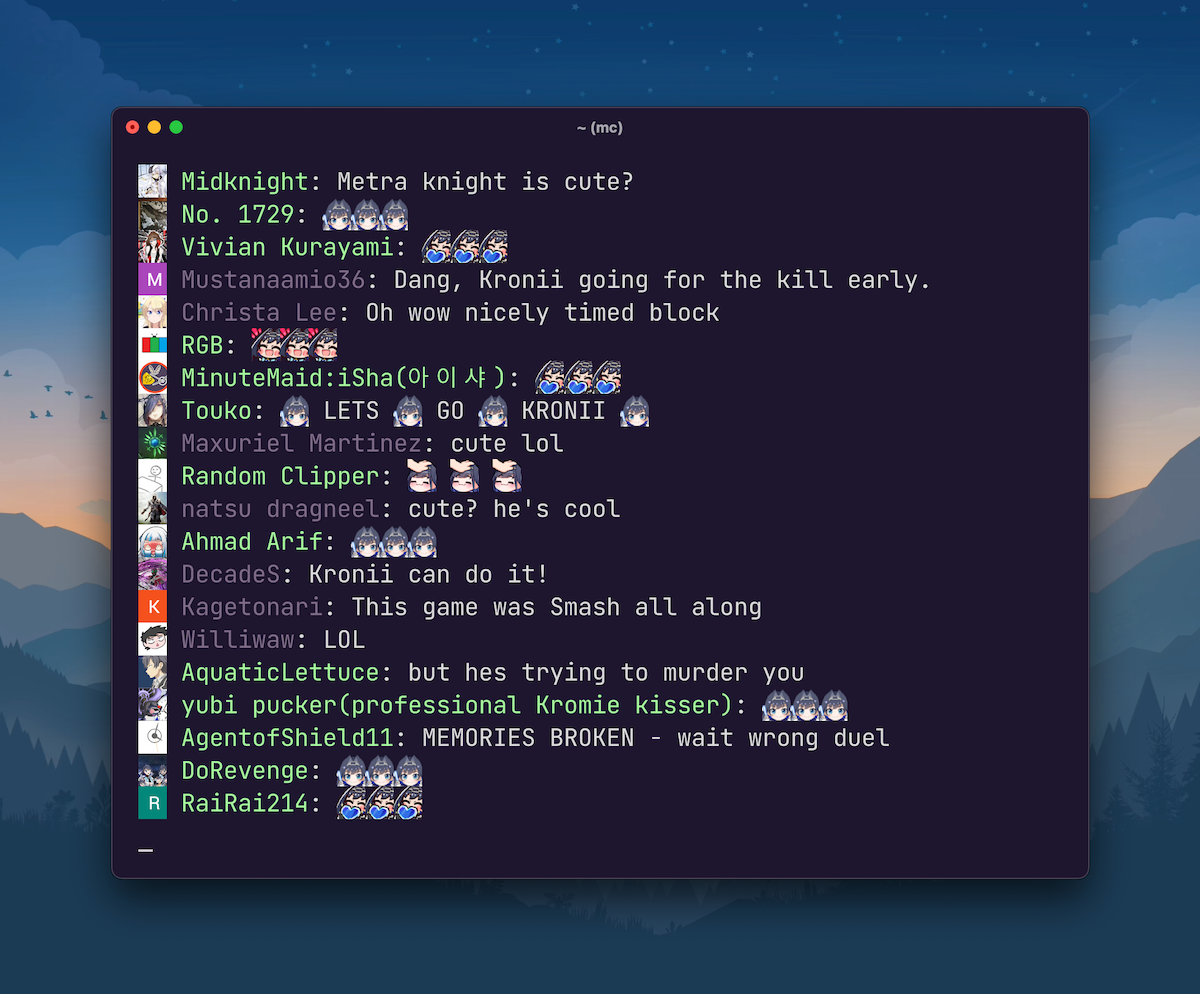 ~ (mc)
Midknight: Metra knight is cute?
No. 1729:
Vivian Kurayami:
M Mustanaamio36: Dang, Kronii going for the kill early.
Christa Lee: Oh wow nicely timed block
RGB:
MinuteMaid:iSha(아이샤):
Touko: LETS GO KRONII
Maxuriel Martinez: cute lol
Random Clipper:
natsu dragneel: cute? he's cool
Ahmad Arif:
DecadeS: Kronii can do it!
K Kagetonari: This game was Smash all along
Williwaw: LOL
AquaticLettuce: but hes trying to murder you
yubi pucker(professional Kromie kisser):
AgentofShield11: MEMORIES BROKEN - wait wrong duel
DoRevenge:
R RaiRai214: